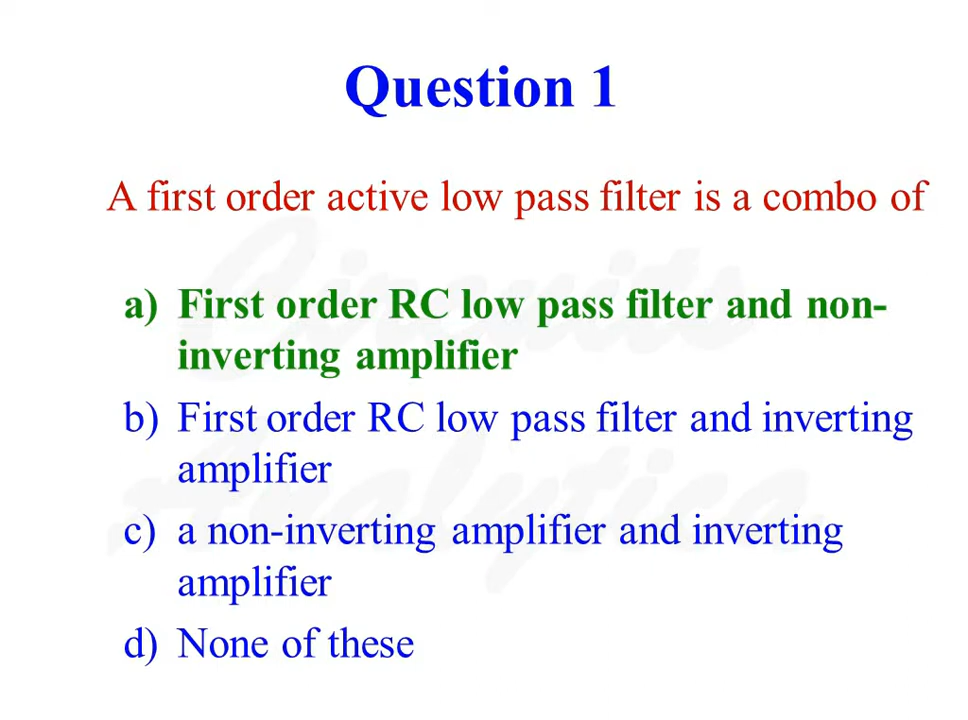 Question 1
A first order active low pass filter is a combo of
a) First order RC low pass filter and non-
inverting amplifier
b) First order RC low pass filter and inverting
amplifier
c) a non-inverting amplifier and inverting
amplifier
d) None of these
Circuits
Analytica